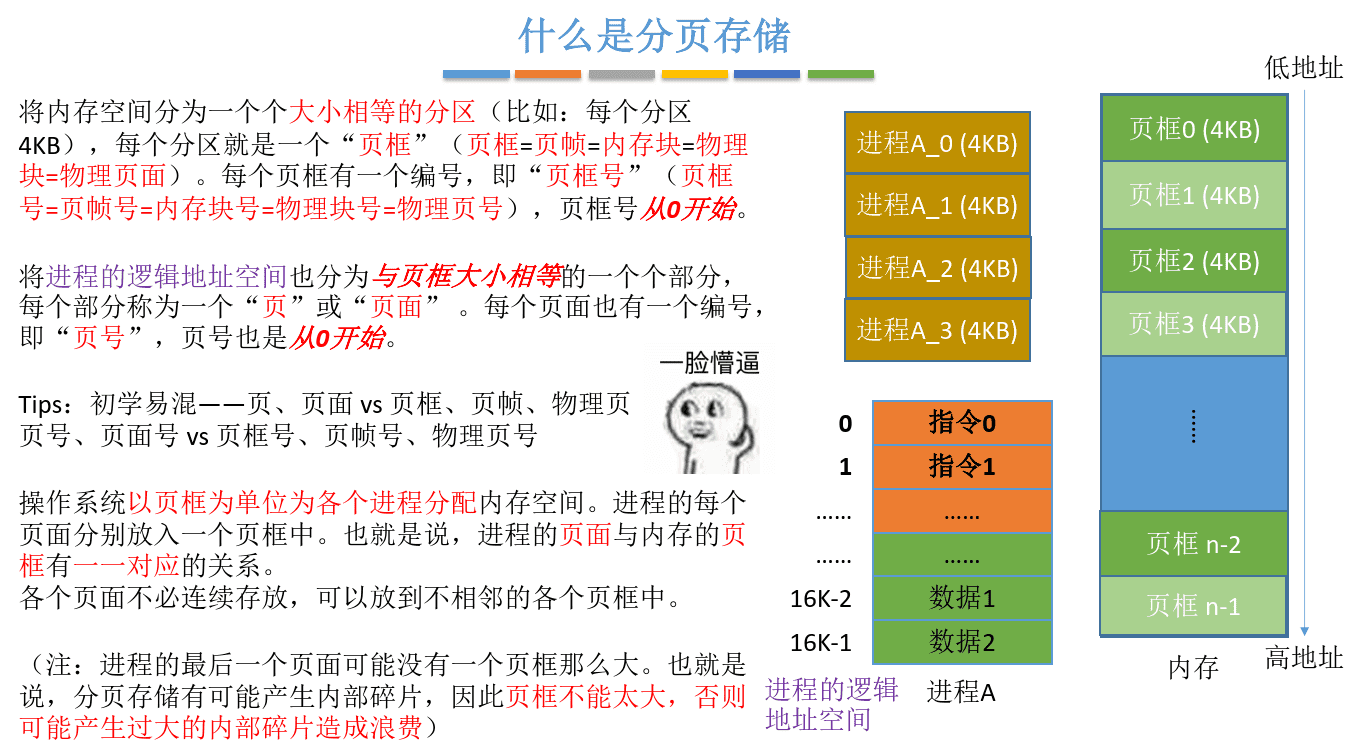 什么是分页存储
将内存空间分为一个个大小相等的分区（比如：每个分区
4KB），每个分区就是一个“页框”（页框=页帧=内存块=物理
块=物理页面）。每个页框有一个编号，即“页框号”（页框
号=页帧号=内存块号=物理块号=物理页号），页框号从0开始。
将进程的逻辑地址空间也分为与页框大小相等的一个个部分，
每个部分称为一个“页”或“页面” 。每个页面也有一个编号，
即“页号”，页号也是从0开始。
Tips：初学易混——页、页面 vs 页框、页帧、物理页
页号、页面号 vs 页框号、页帧号、物理页号
一脸懵逼
操作系统以页框为单位为各个进程分配内存空间。进程的每个
页面分别放入一个页框中。也就是说，进程的页面与内存的页
框有一一对应的关系。
各个页面不必连续存放，可以放到不相邻的各个页框中。
（注：进程的最后一个页面可能没有一个页框那么大。也就是
说，分页存储有可能产生内部碎片，因此页框不能太大，否则
可能产生过大的内部碎片造成浪费）
进程A_0 (4KB)
进程A_1 (4KB)
进程A_2 (4KB)
进程A_3 (4KB)
0 指令0
1 指令1
…… ……
…… ……
16K-2 数据1
16K-1 数据2
进程的逻辑
地址空间
进程A
低地址
页框0 (4KB)
页框1 (4KB)
页框2 (4KB)
页框3 (4KB)
……
页框 n-2
页框 n-1
高地址
内存